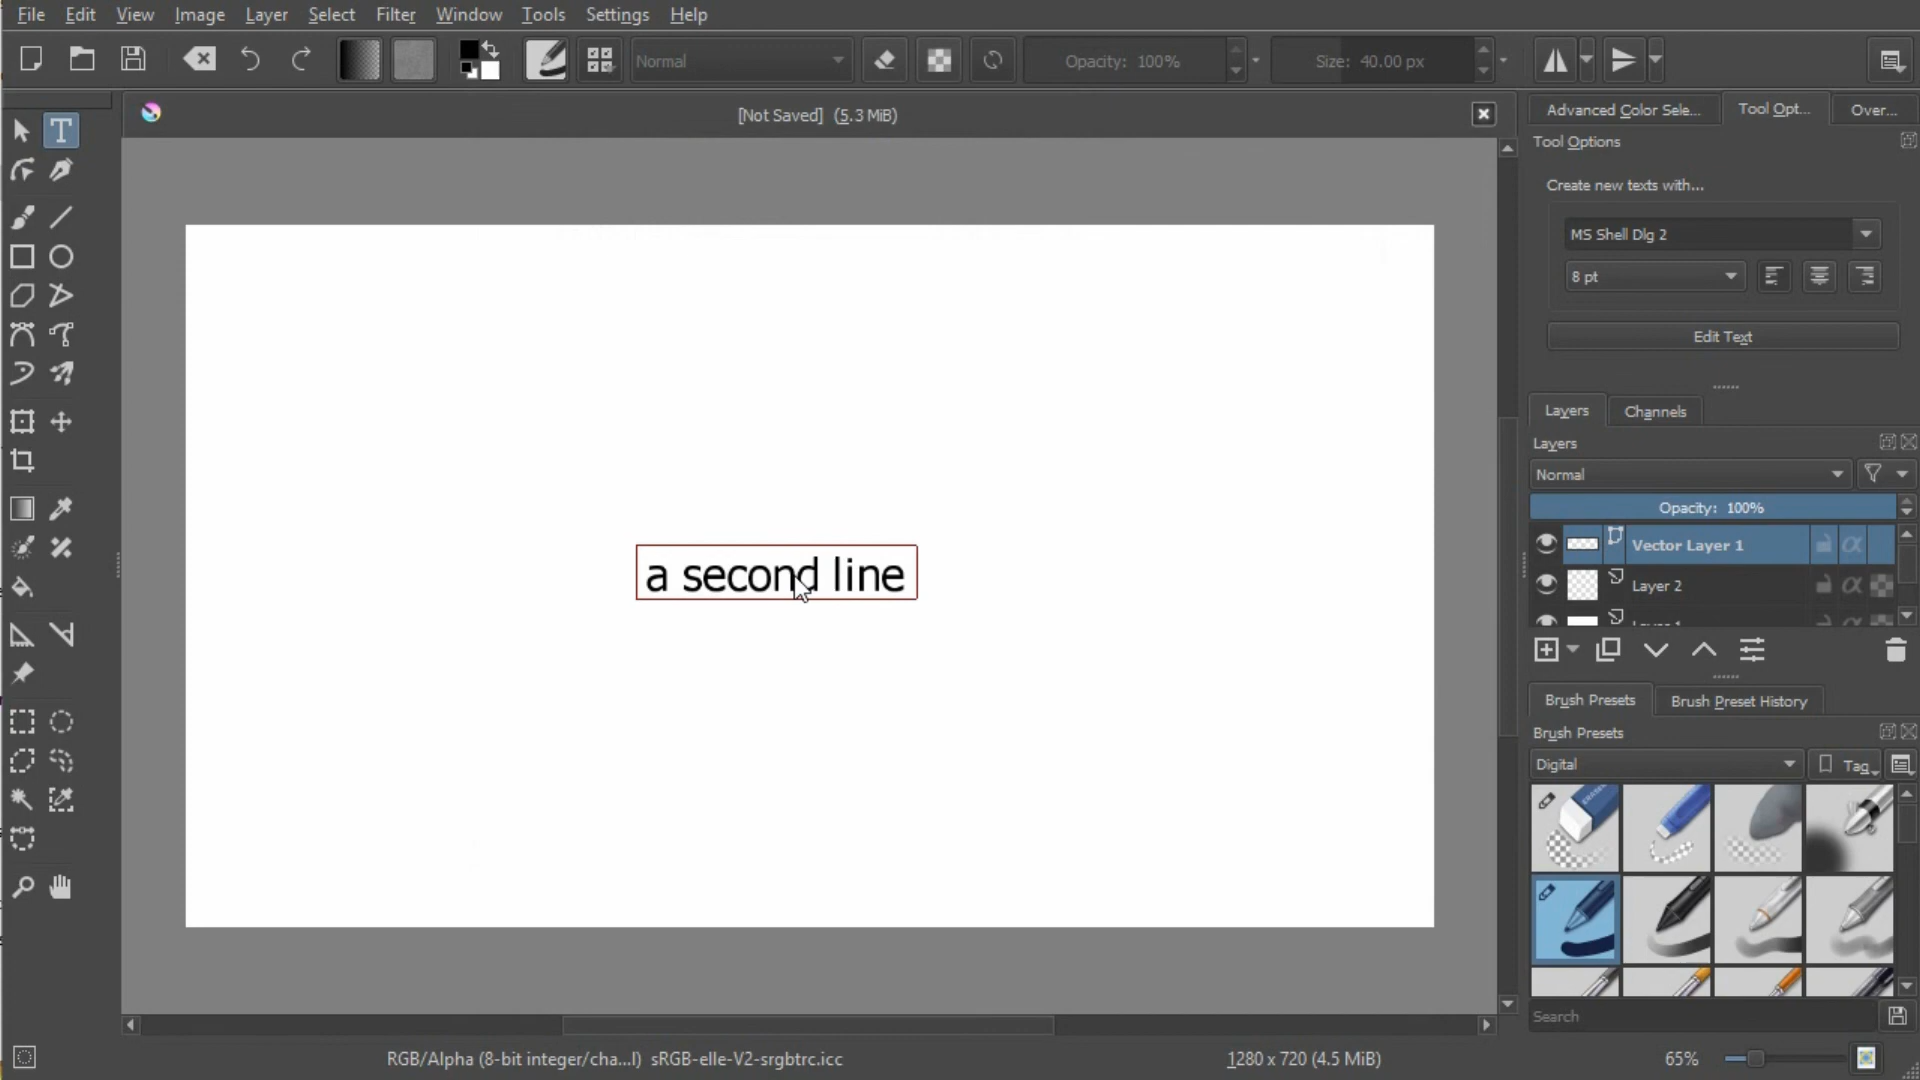 File Edit View Image Layer Select Filter Window Tools Settings Help
Normal Opacity: 100% Size: 40.00 px
[Not Saved] (5.3 MiB)
Advanced Color Sele... Tool Opt... Over...
Tool Options
Create new texts with...
MS Shell Dlg 2
8 pt
Edit Text
Layers Channels
Layers
Normal
Opacity: 100%
Vector Layer 1
Layer 2
a second line
Brush Presets Brush Preset History
Brush Presets
Digital Tag
Search
RGB/Alpha (8-bit integer/cha...l) sRGB-elle-V2-srgbtrc.icc 1280 x 720 (4.5 MiB) 65%